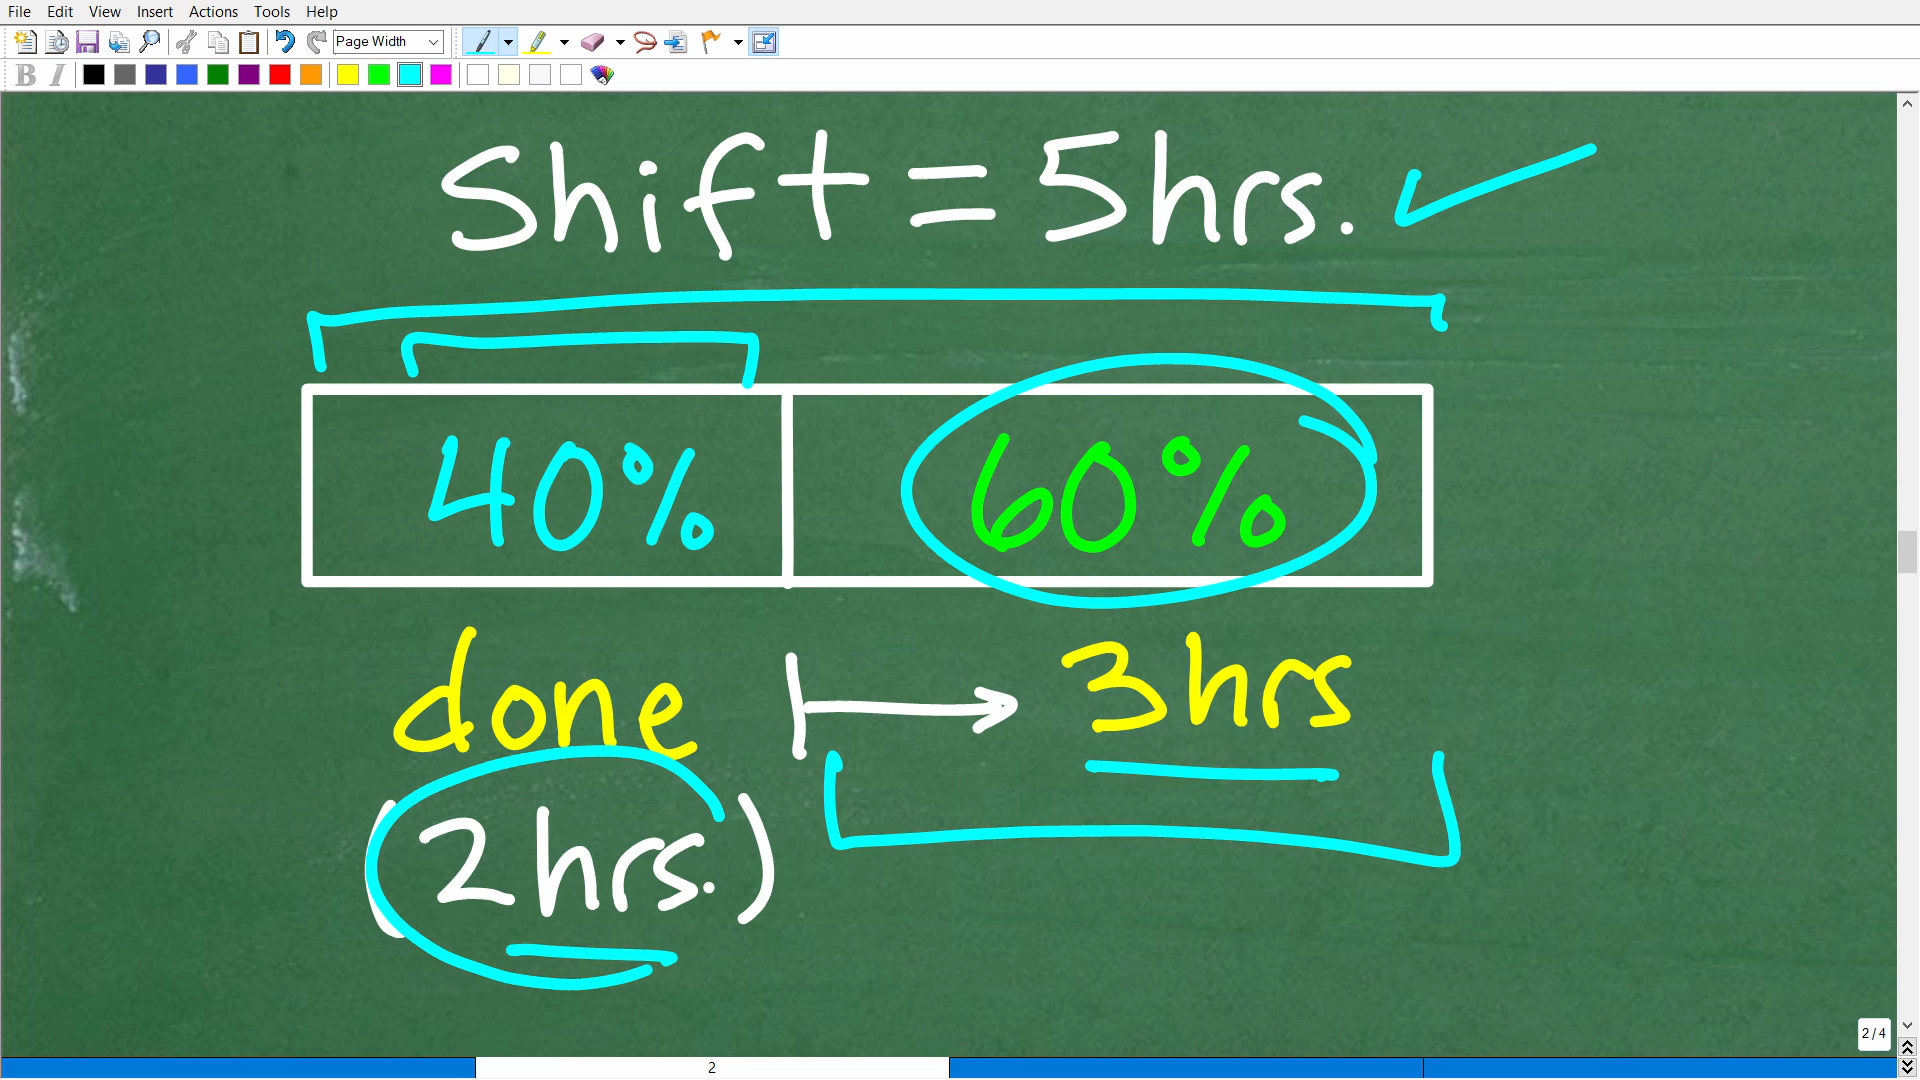 File Edit View Insert Actions Tools Help
Page Width
B I
Shift = 5hrs.
40% 60%
done 3hrs
(2hrs.)
2 / 4
2